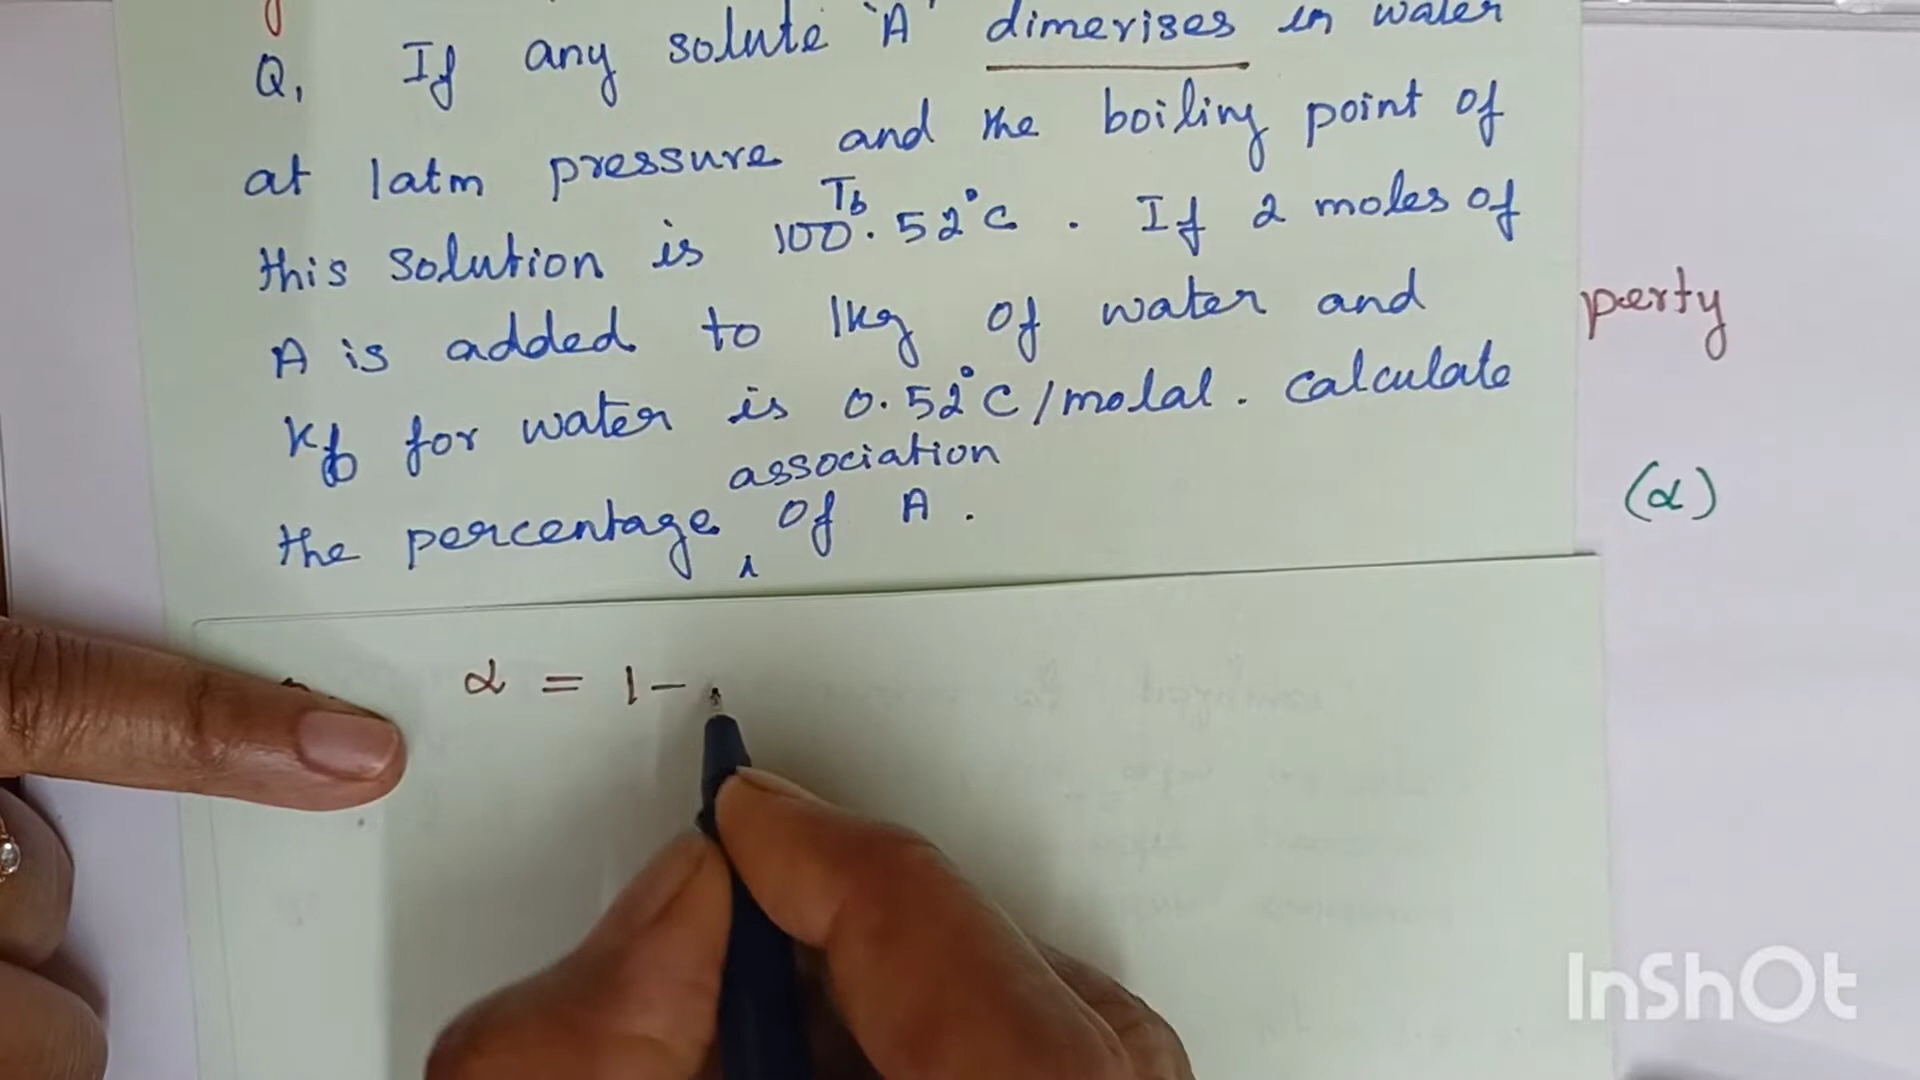 Q, If any solute 'A' dimerises in water
at 1atm pressure and the boiling point of
Tb
this solution is 100.52°C. If 2 moles of
A is added to 1kg of water and
kb for water is 0.52°C/molal. calculate
association
the percentage of A.
perty
(α)
α = 1-
InShOt